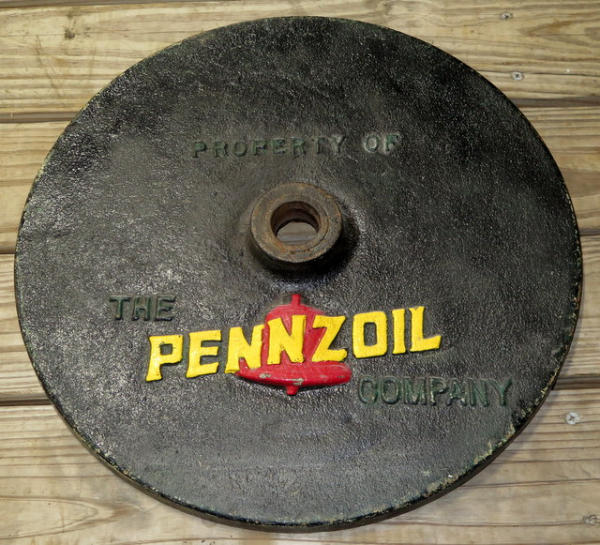 PROPERTY OF
THE
PENNZOIL
COMPANY